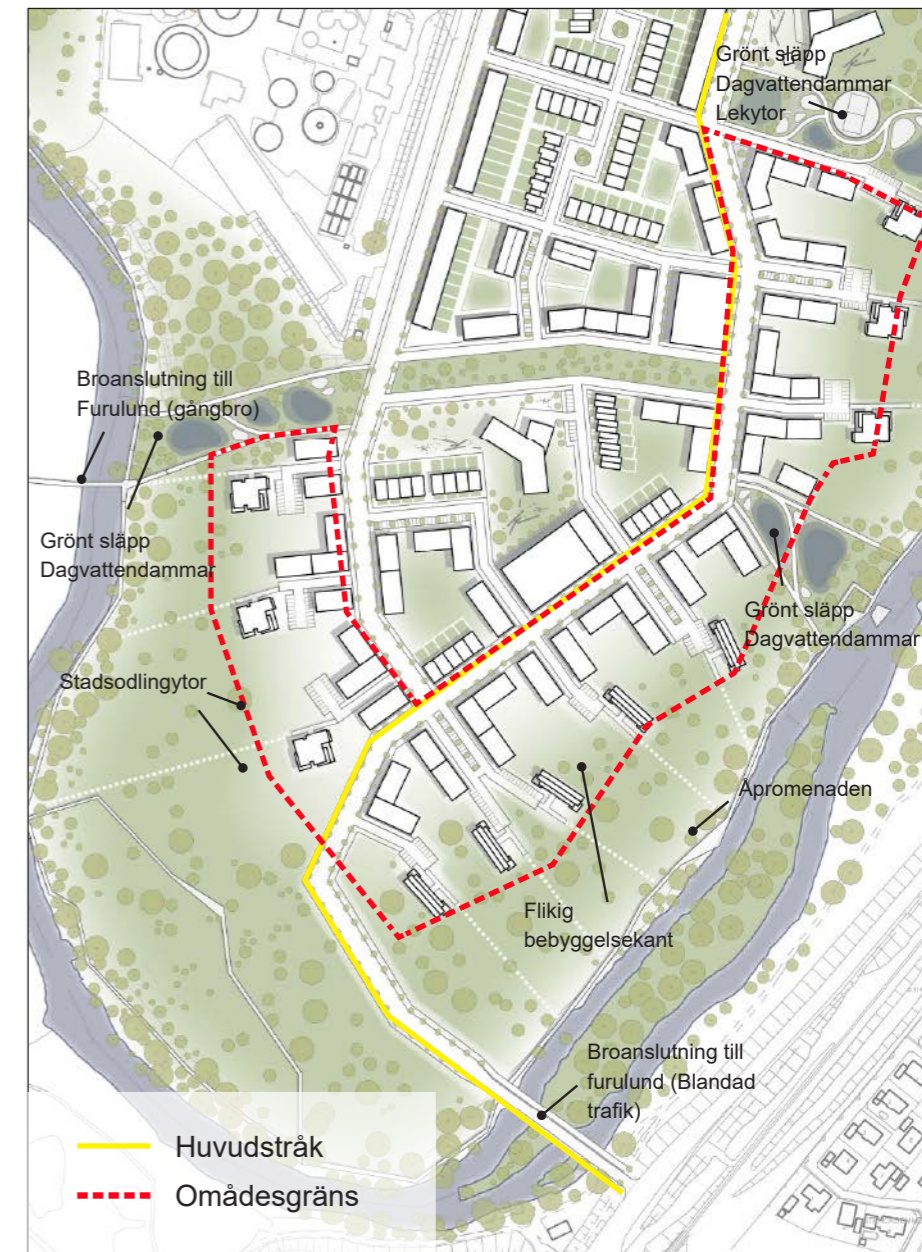 Grönt släpp
Dagvattendammar
Lekytor
Broanslutning till
Furulund (gångbro)
Grönt släpp
Dagvattendammar
Grönt släpp
Dagvattendammar
Stadsodlingytor
Åpromenaden
Flikig
bebyggelsekant
Broanslutning till
furulund (Blandad
trafik)
Huvudstråk
Omådesgräns